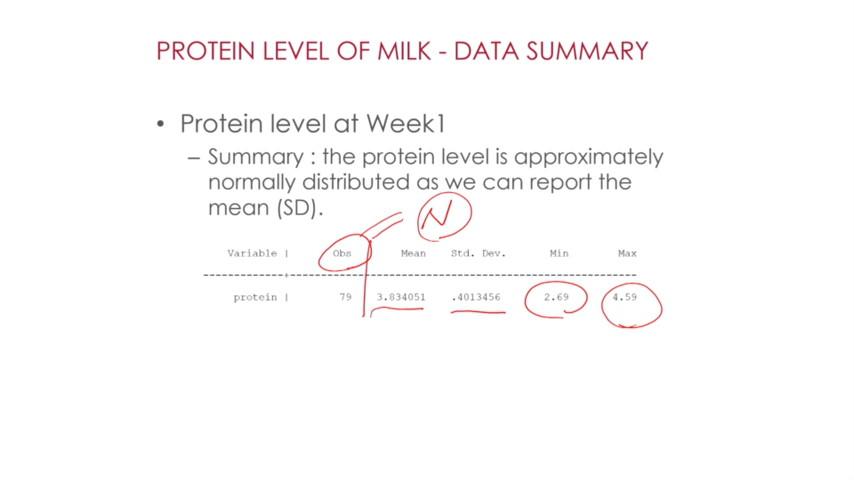 PROTEIN LEVEL OF MILK - DATA SUMMARY
• Protein level at Week1
– Summary : the protein level is approximately
normally distributed as we can report the
mean (SD).
N
Variable | Obs Mean Std. Dev. Min Max
-------------+---------------------------------------------------------
protein | 79 3.834051 .4013456 2.69 4.59